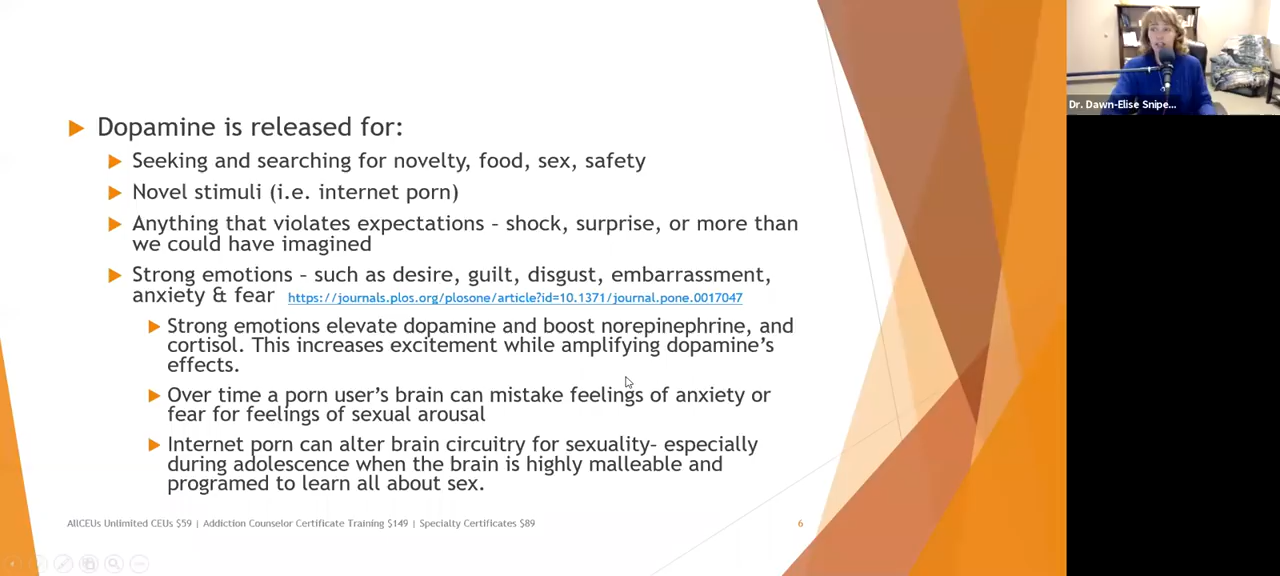 Dopamine is released for:
Seeking and searching for novelty, food, sex, safety
Novel stimuli (i.e. internet porn)
Anything that violates expectations – shock, surprise, or more than
we could have imagined
Strong emotions – such as desire, guilt, disgust, embarrassment,
anxiety & fear https://journals.plos.org/plosone/article?id=10.1371/journal.pone.0017047
Strong emotions elevate dopamine and boost norepinephrine, and
cortisol. This increases excitement while amplifying dopamine's
effects.
Over time a porn user's brain can mistake feelings of anxiety or
fear for feelings of sexual arousal
Internet porn can alter brain circuitry for sexuality– especially
during adolescence when the brain is highly malleable and
programed to learn all about sex.
AllCEUs Unlimited CEUs $59 | Addiction Counselor Certificate Training $149 | Specialty Certificates $89
6
Dr. Dawn-Elise Snipe...